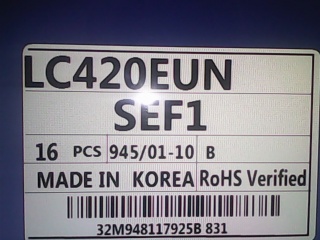 LC420EUN
SEF1
16 PCS 945/01-10 B
MADE IN KOREA RoHS Verified
32M948117925B 831